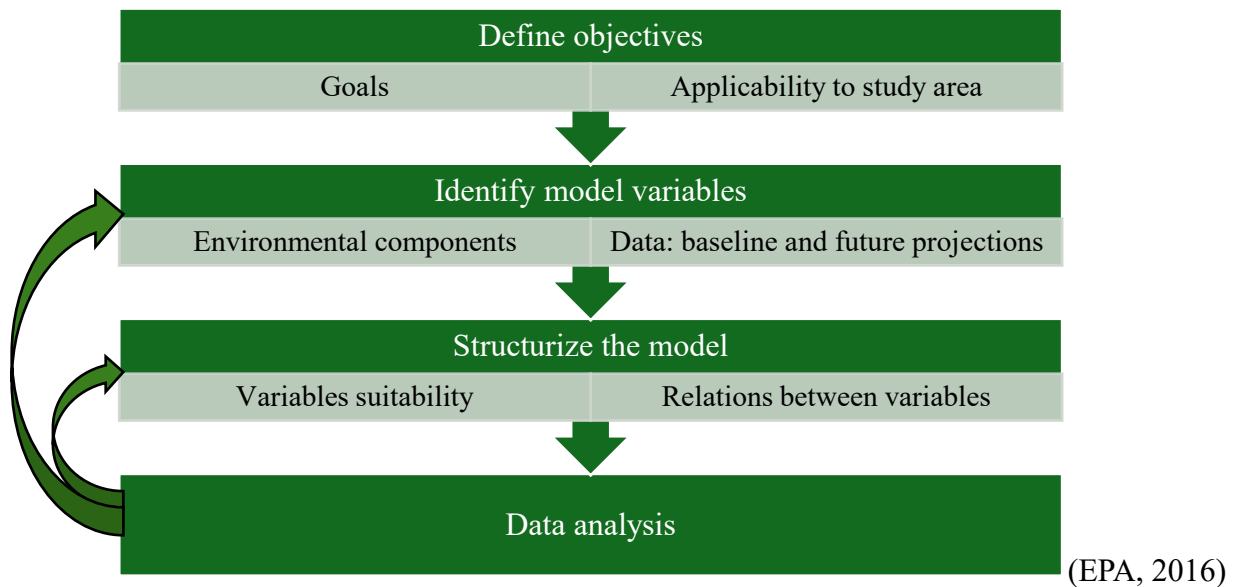 Define objectives
Goals
Applicability to study area
Identify model variables
Environmental components
Data: baseline and future projections
Structurize the model
Variables suitability
Relations between variables
Data analysis
(EPA, 2016)